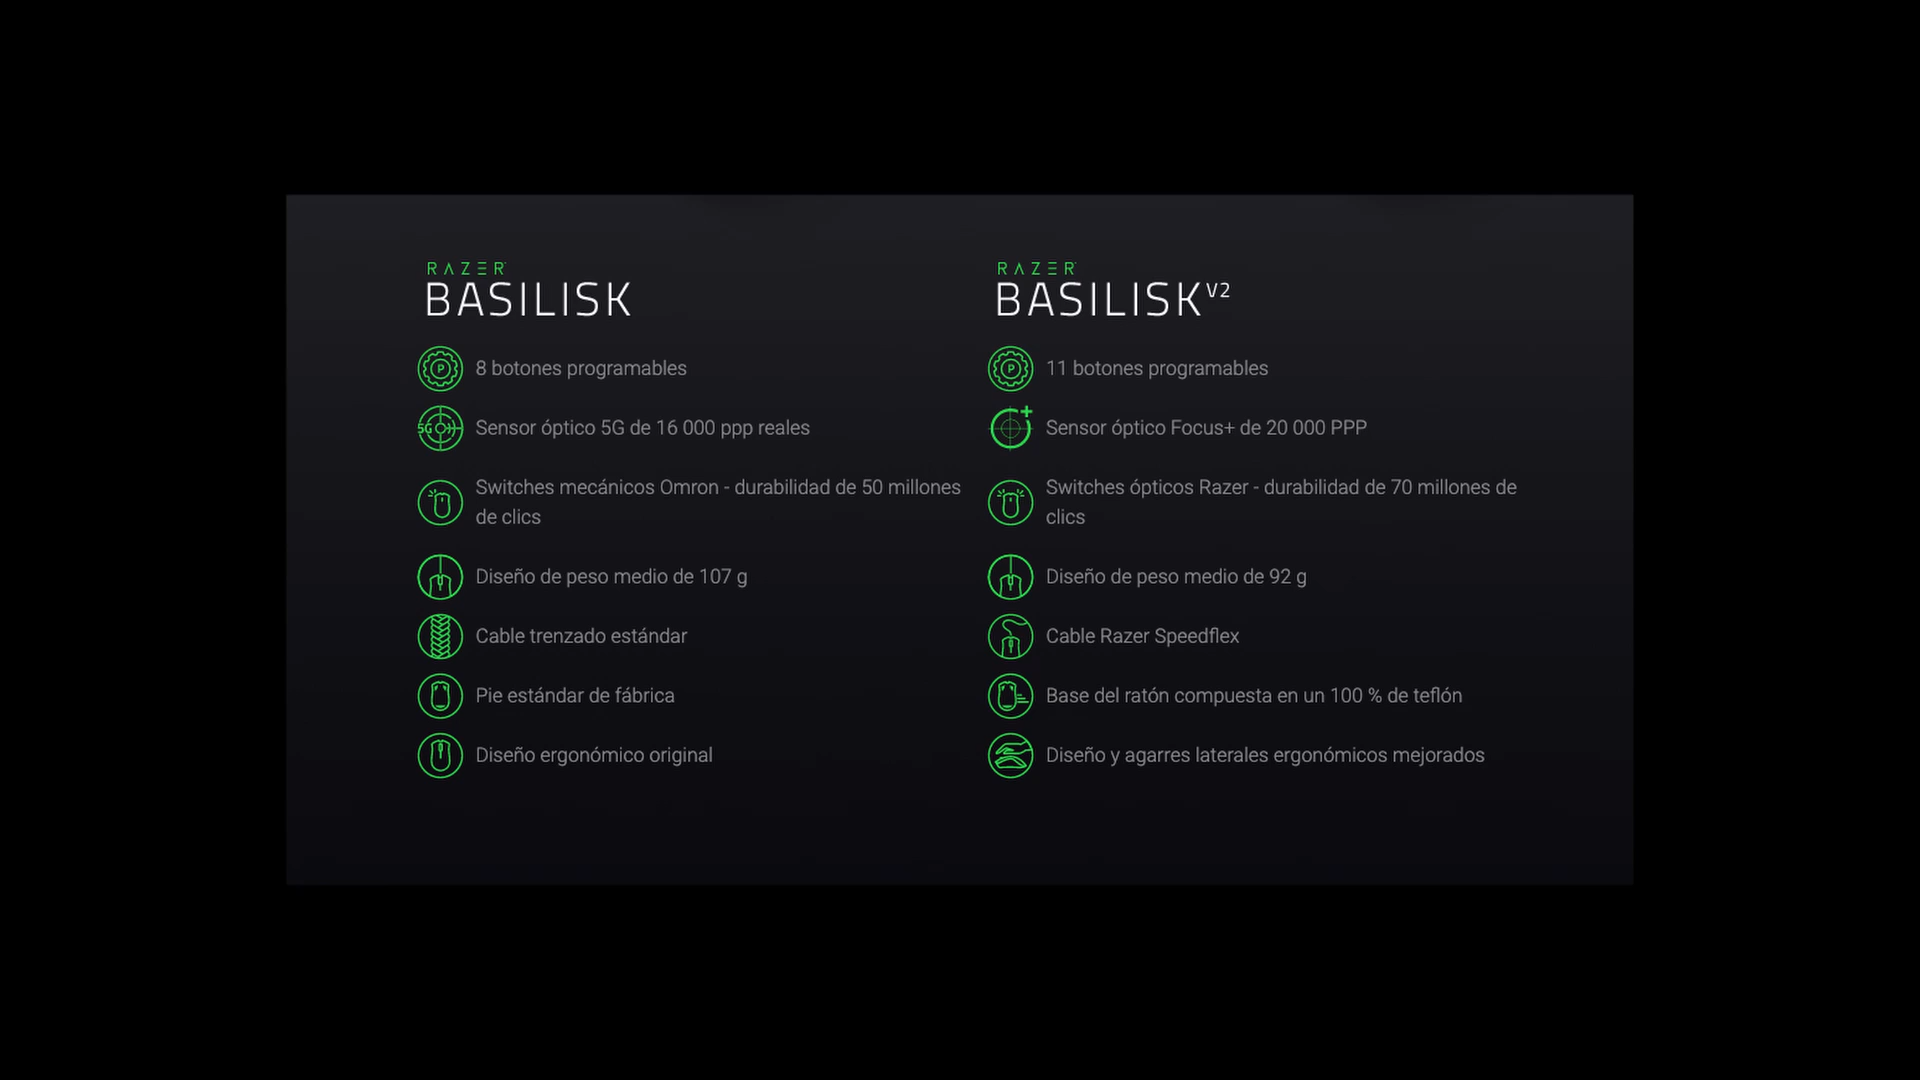 RAZER
BASILISK
8 botones programables
5G
Sensor óptico 5G de 16 000 ppp reales
Switches mecánicos Omron - durabilidad de 50 millones
de clics
Diseño de peso medio de 107 g
Cable trenzado estándar
Pie estándar de fábrica
Diseño ergonómico original
RAZER
BASILISK V2
11 botones programables
Sensor óptico Focus+ de 20 000 PPP
Switches ópticos Razer - durabilidad de 70 millones de
clics
Diseño de peso medio de 92 g
Cable Razer Speedflex
Base del ratón compuesta en un 100 % de teflón
Diseño y agarres laterales ergonómicos mejorados